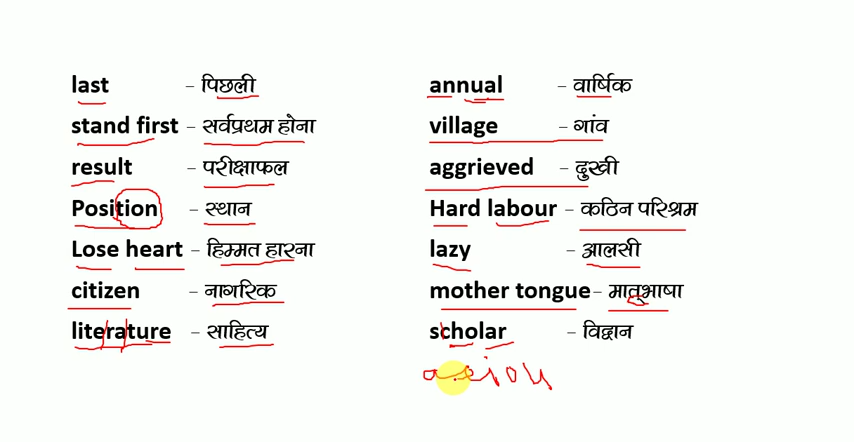 last - पिछली
stand first - सर्वप्रथम होना
result - परीक्षाफल
Position - स्थान
Lose heart - हिम्मत हारना
citizen - नागरिक
literature - साहित्य
annual - वार्षिक
village - गांव
aggrieved - दुखी
Hard labour - कठिन परिश्रम
lazy - आलसी
mother tongue - मातृभाषा
scholar - विद्वान
a e i o u